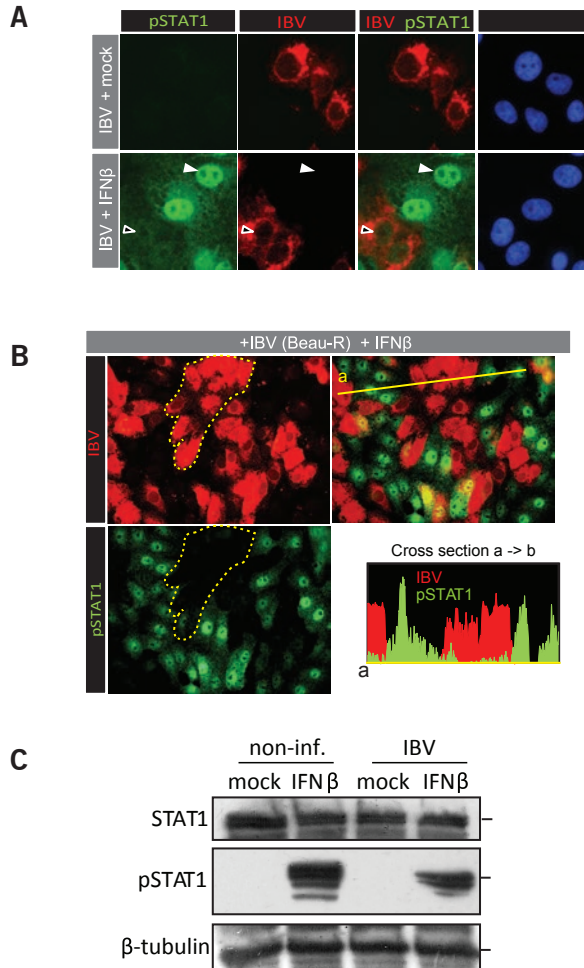 A
pSTAT1 IBV IBV pSTAT1
IBV + mock
IBV + IFNβ
B
+IBV (Beau-R) + IFNβ
IBV
a
pSTAT1
Cross section a -> b
IBV
pSTAT1
a
C
non-inf. IBV
mock IFNβ mock IFNβ
STAT1
pSTAT1
β-tubulin